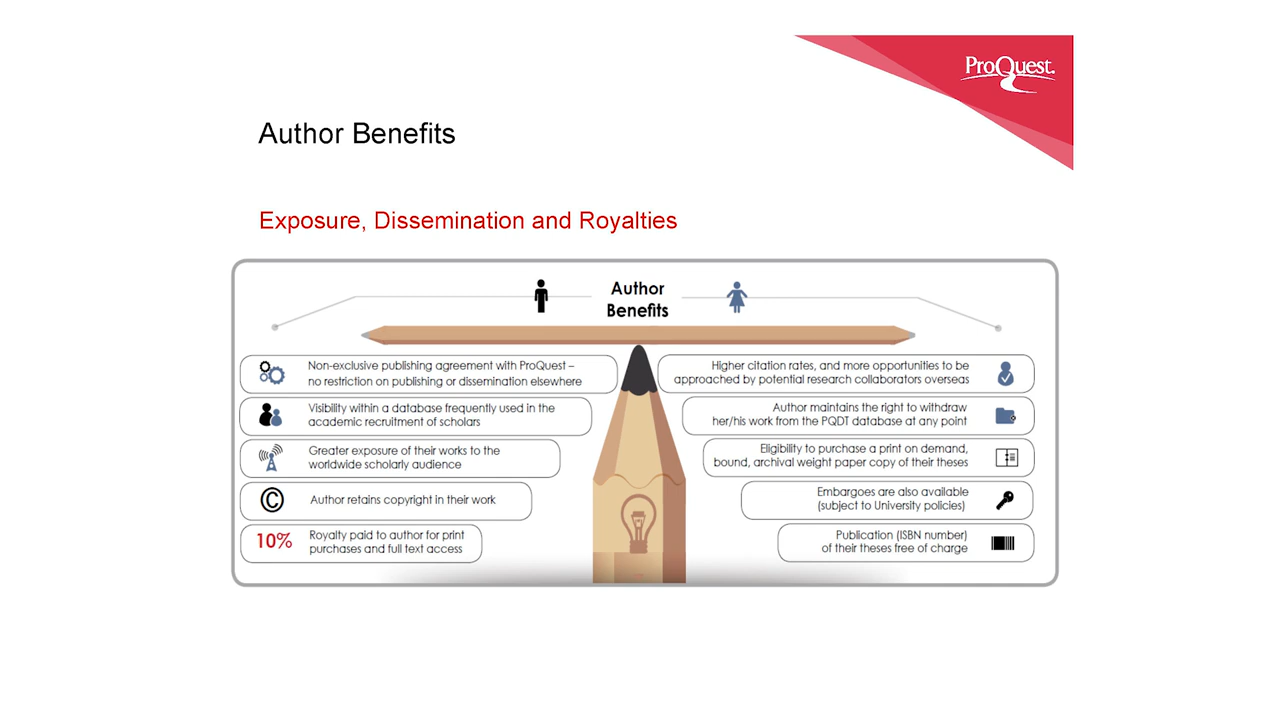 ProQuest.
Author Benefits
Exposure, Dissemination and Royalties
Author
Benefits
Non-exclusive publishing agreement with ProQuest –
no restriction on publishing or dissemination elsewhere
Visibility within a database frequently used in the
academic recruitment of scholars
Greater exposure of their works to the
worldwide scholarly audience
©
Author retains copyright in their work
10%
Royalty paid to author for print
purchases and full text access
Higher citation rates, and more opportunities to be
approached by potential research collaborators overseas
Author maintains the right to withdraw
her/his work from the PQDT database at any point
Eligibility to purchase a print on demand,
bound, archival weight paper copy of their theses
Embargoes are also available
(subject to University policies)
Publication (ISBN number)
of their theses free of charge